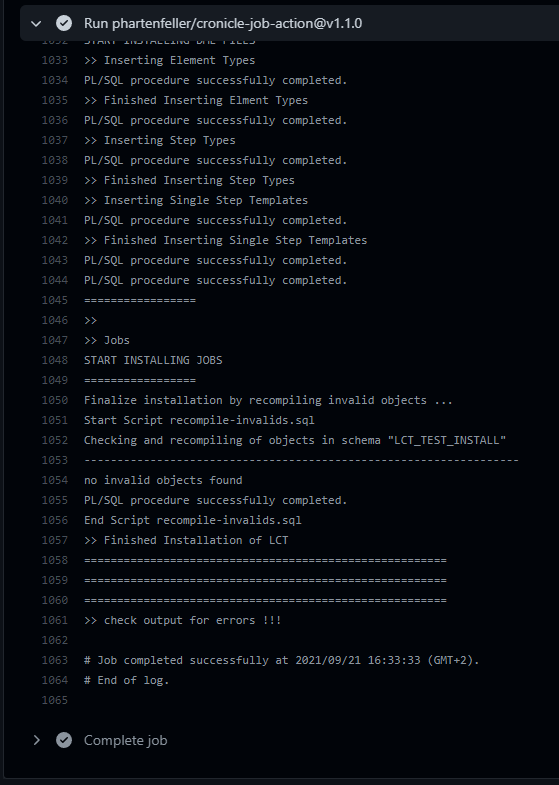 Run phartenfeller/cronicle-job-action@v1.1.0
1032 START INSTALLING DML FILES
1033 >> Inserting Element Types
1034 PL/SQL procedure successfully completed.
1035 >> Finished Inserting Elment Types
1036 PL/SQL procedure successfully completed.
1037 >> Inserting Step Types
1038 PL/SQL procedure successfully completed.
1039 >> Finished Inserting Step Types
1040 >> Inserting Single Step Templates
1041 PL/SQL procedure successfully completed.
1042 >> Finished Inserting Single Step Templates
1043 PL/SQL procedure successfully completed.
1044 PL/SQL procedure successfully completed.
1045 =================
1046 >>
1047 >> Jobs
1048 START INSTALLING JOBS
1049 =================
1050 Finalize installation by recompiling invalid objects ...
1051 Start Script recompile-invalids.sql
1052 Checking and recompiling of objects in schema "LCT_TEST_INSTALL"
1053 ------------------------------------------------------------------
1054 no invalid objects found
1055 PL/SQL procedure successfully completed.
1056 End Script recompile-invalids.sql
1057 >> Finished Installation of LCT
1058 =======================================================
1059 =======================================================
1060 =======================================================
1061 >> check output for errors !!!
1062
1063 # Job completed successfully at 2021/09/21 16:33:33 (GMT+2).
1064 # End of log.
1065
Complete job